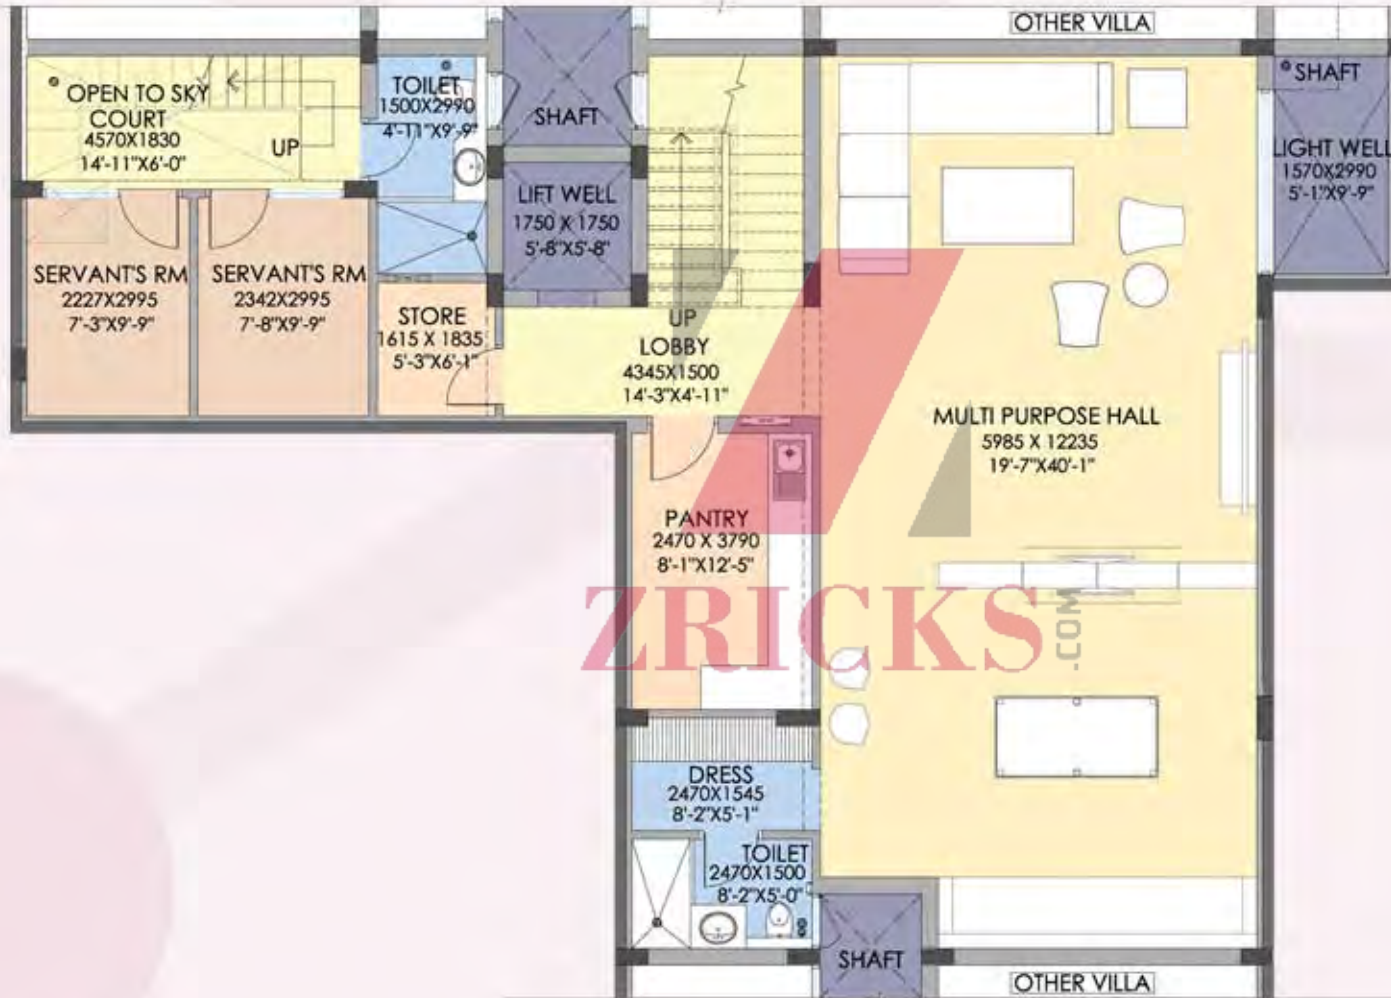 OTHER VILLA
OPEN TO SKY
COURT
4570X1830
14'-11"X6'-0"
UP
TOILET
1500X2990
4'-11"X9'-9"
SHAFT
LIFT WELL
1750 X 1750
5'-8"X5'-8"
SHAFT
LIGHT WELL
1570X2990
5'-1"X9'-9"
SERVANT'S RM
2227X2995
7'-3"X9'-9"
SERVANT'S RM
2342X2995
7'-8"X9'-9"
STORE
1615 X 1835
5'-3"X6'-1"
UP
LOBBY
4345X1500
14'-3"X4'-11"
MULTI PURPOSE HALL
5985 X 12235
19'-7"X40'-1"
PANTRY
2470 X 3790
8'-1"X12'-5"
ZRICKS.COM
DRESS
2470X1545
8'-2"X5'-1"
TOILET
2470X1500
8'-2"X5'-0"
SHAFT
OTHER VILLA